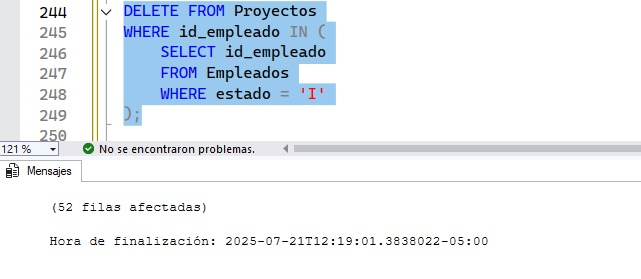 244 DELETE FROM Proyectos
245 WHERE id_empleado IN (
246 SELECT id_empleado
247 FROM Empleados
248 WHERE estado = 'I'
249 );
250
121 % No se encontraron problemas.
Mensajes
(52 filas afectadas)
Hora de finalización: 2025-07-21T12:19:01.3838022-05:00